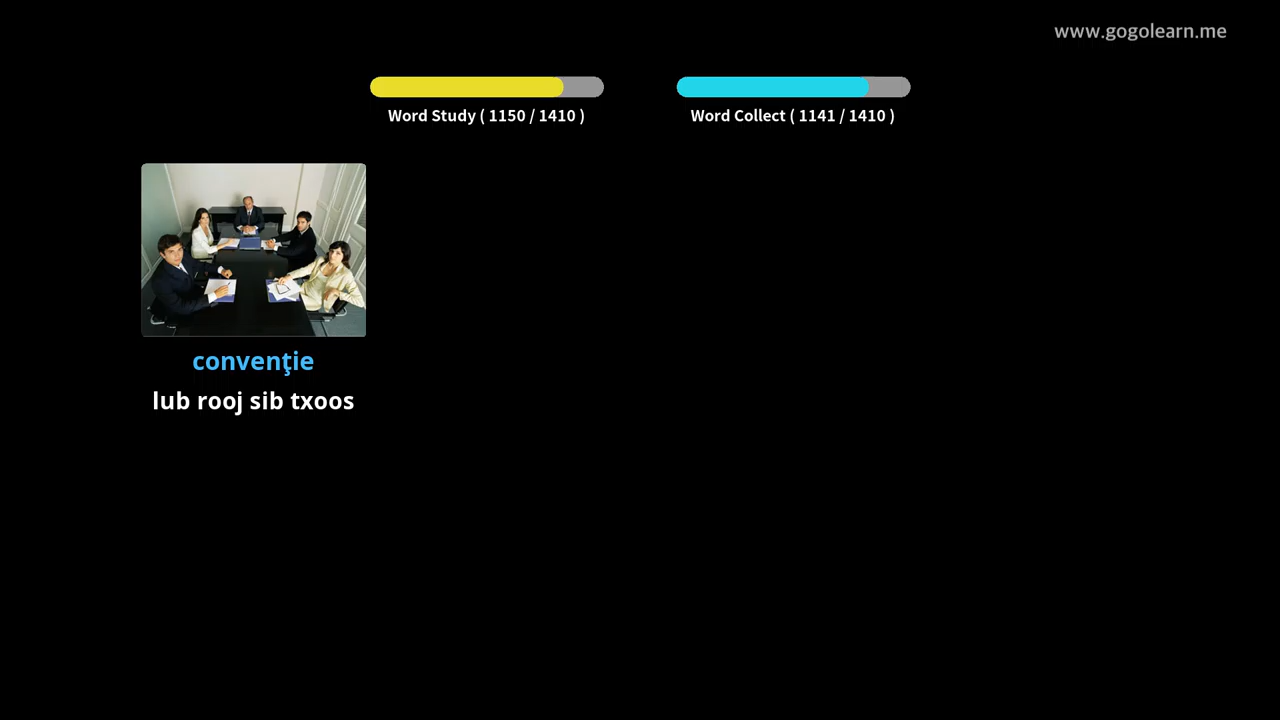 www.gogolearn.me
Word Study ( 1150 / 1410 )
Word Collect ( 1141 / 1410 )
convenţie
lub rooj sib txoos